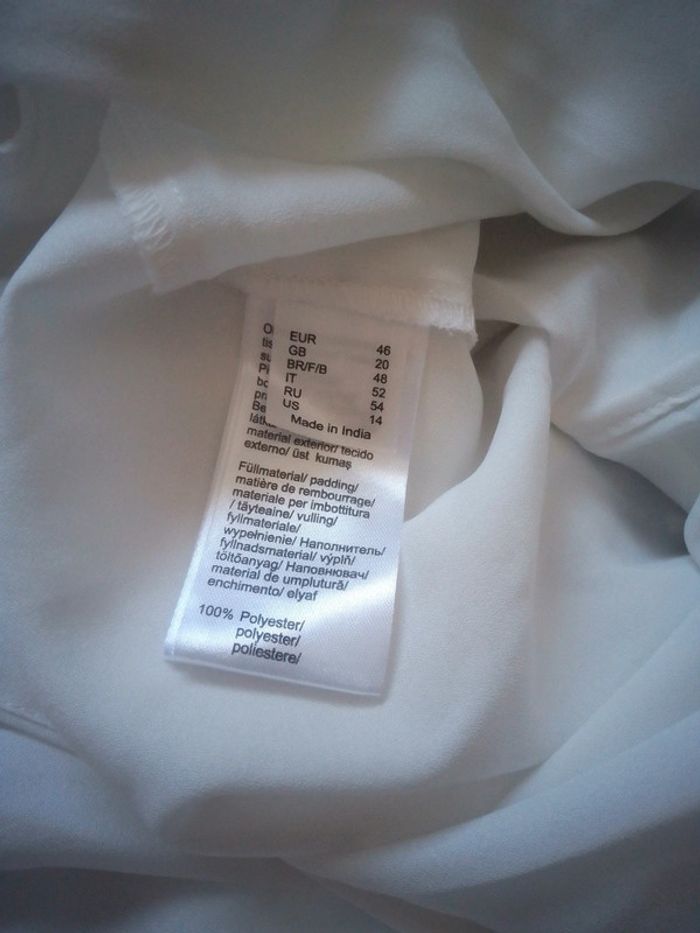 EUR 46
GB 20
BR/F/B 48
IT 52
RU 54
US 14
Made in India
material exterior/ tecido
externo/ üst kumaş
Füllmaterial/ padding/
matière de rembourrage/
materiale per imbottitura
/ täyteaine/ vulling/
fyllmateriale/
wypełnienie/ Наполнитель/
fyllnadsmaterial/ výplň/
töltőanyag/ Наповнювач/
material de umplutură/
enchimento/ elyaf
100% Polyester/
polyester/
poliestere/